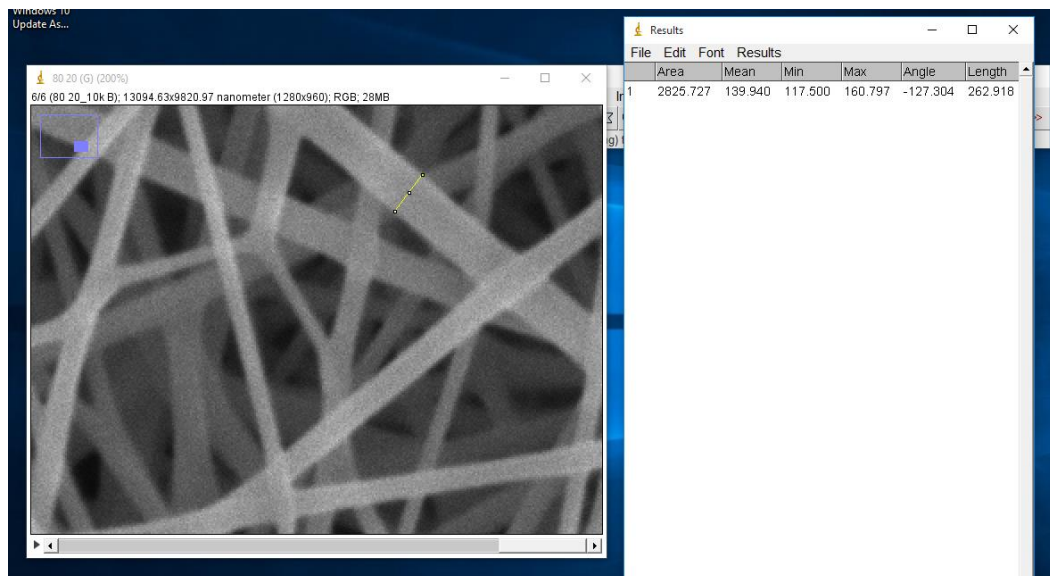 Windows 10
Update As...
Results
File Edit Font Results
Area Mean Min Max Angle Length
1 2825.727 139.940 117.500 160.797 -127.304 262.918
80 20 (G) (200%)
6/6 (80 20_10k B); 13094.63x9820.97 nanometer (1280x960); RGB; 28MB
In
g) t
>>